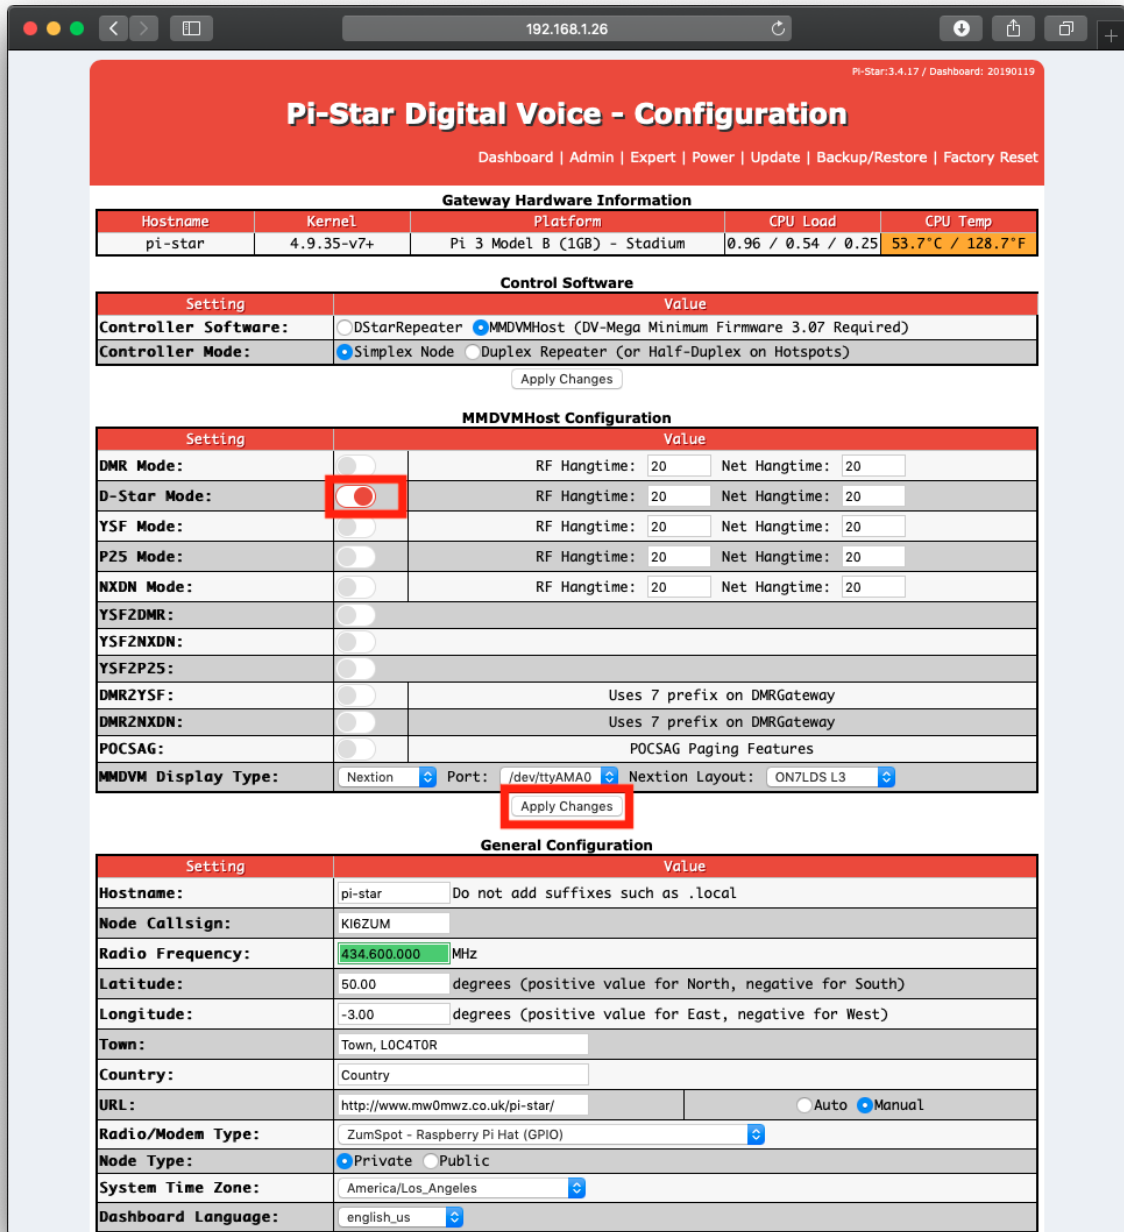 192.168.1.26
Pi-Star:3.4.17 / Dashboard: 20190119
Pi-Star Digital Voice - Configuration
Dashboard | Admin | Expert | Power | Update | Backup/Restore | Factory Reset
Gateway Hardware Information
Hostname Kernel Platform CPU Load CPU Temp
pi-star 4.9.35-v7+ Pi 3 Model B (1GB) - Stadium 0.96 / 0.54 / 0.25 53.7°C / 128.7°F
Control Software
Setting Value
Controller Software: DStarRepeater MMDVMHost (DV-Mega Minimum Firmware 3.07 Required)
Controller Mode: Simplex Node Duplex Repeater (or Half-Duplex on Hotspots)
Apply Changes
MMDVMHost Configuration
Setting Value
DMR Mode: RF Hangtime: 20 Net Hangtime: 20
D-Star Mode: RF Hangtime: 20 Net Hangtime: 20
YSF Mode: RF Hangtime: 20 Net Hangtime: 20
P25 Mode: RF Hangtime: 20 Net Hangtime: 20
NXDN Mode: RF Hangtime: 20 Net Hangtime: 20
YSF2DMR:
YSF2NXDN:
YSF2P25:
DMR2YSF: Uses 7 prefix on DMRGateway
DMR2NXDN: Uses 7 prefix on DMRGateway
POCSAG: POCSAG Paging Features
MMDVM Display Type: Nextion Port: /dev/ttyAMA0 Nextion Layout: ON7LDS L3
Apply Changes
General Configuration
Setting Value
Hostname: pi-star Do not add suffixes such as .local
Node Callsign: KI6ZUM
Radio Frequency: 434.600.000 MHz
Latitude: 50.00 degrees (positive value for North, negative for South)
Longitude: -3.00 degrees (positive value for East, negative for West)
Town: Town, L0C4T0R
Country: Country
URL: http://www.mw0mwz.co.uk/pi-star/ Auto Manual
Radio/Modem Type: ZumSpot - Raspberry Pi Hat (GPIO)
Node Type: Private Public
System Time Zone: America/Los_Angeles
Dashboard Language: english_us